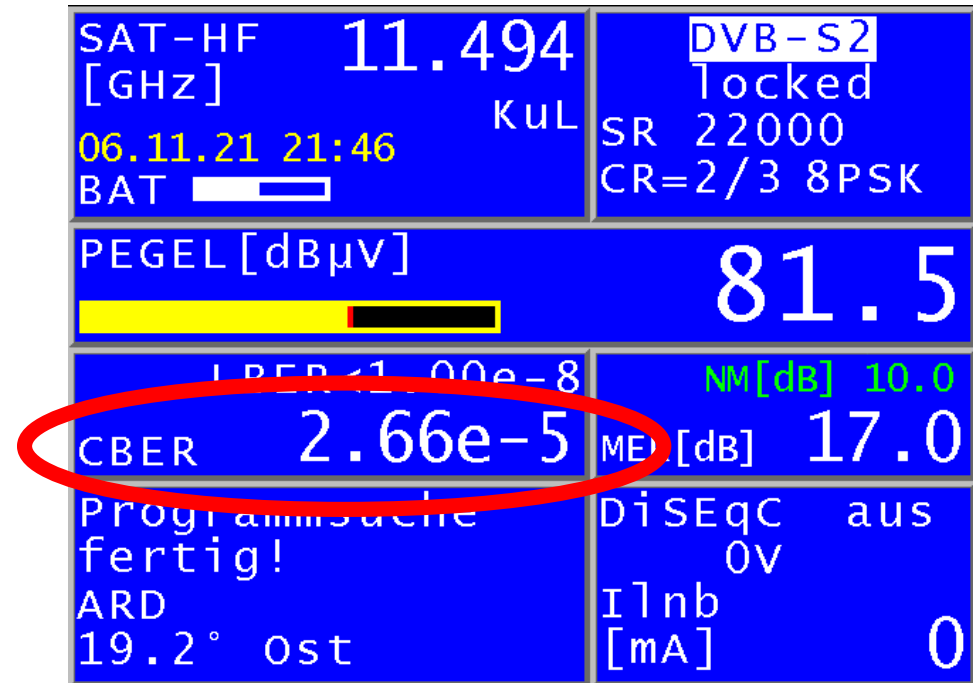 SAT-HF 11.494
[GHz]
KuL
06.11.21 21:46
BAT
DVB-S2
locked
SR 22000
CR=2/3 8PSK
PEGEL[dBµV] 81.5
LBER<1.00e-8
CBER 2.66e-5
NM[dB] 10.0
MER[dB] 17.0
Programmsuche
fertig!
ARD
19.2° Ost
DiSEqC aus
0V
Ilnb
[mA] 0